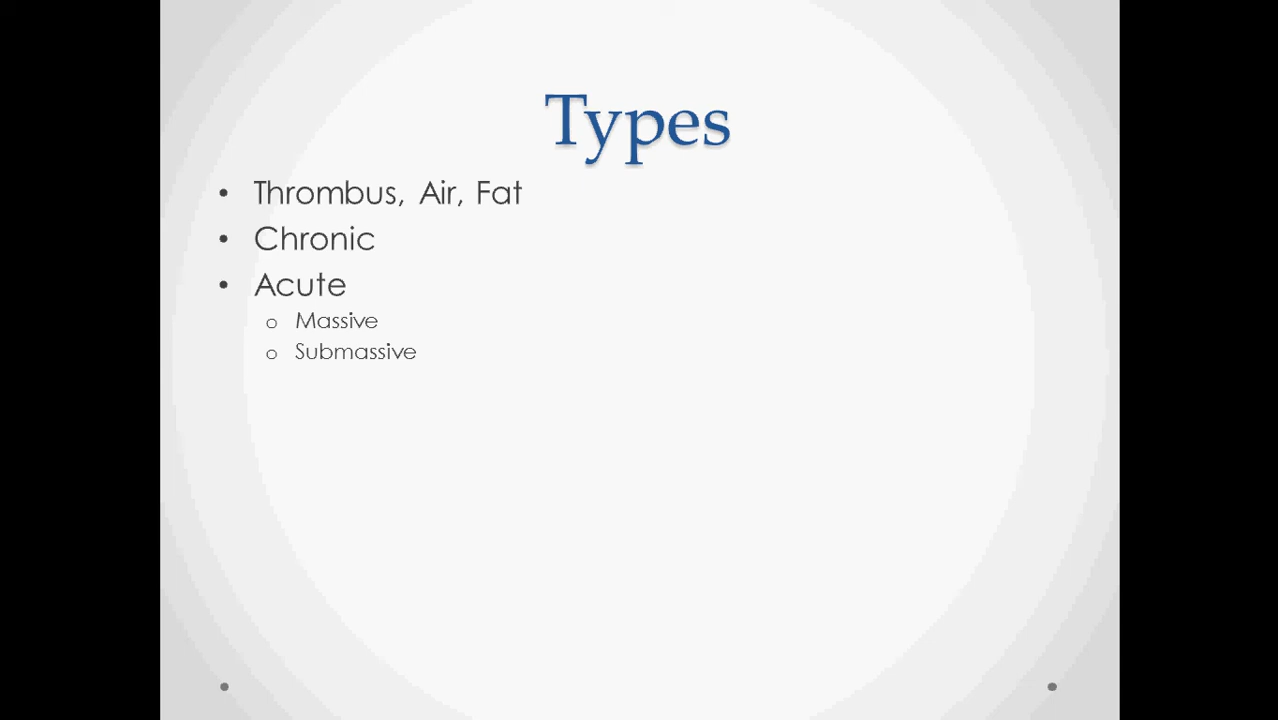 Types
• Thrombus, Air, Fat
• Chronic
• Acute
o Massive
o Submassive